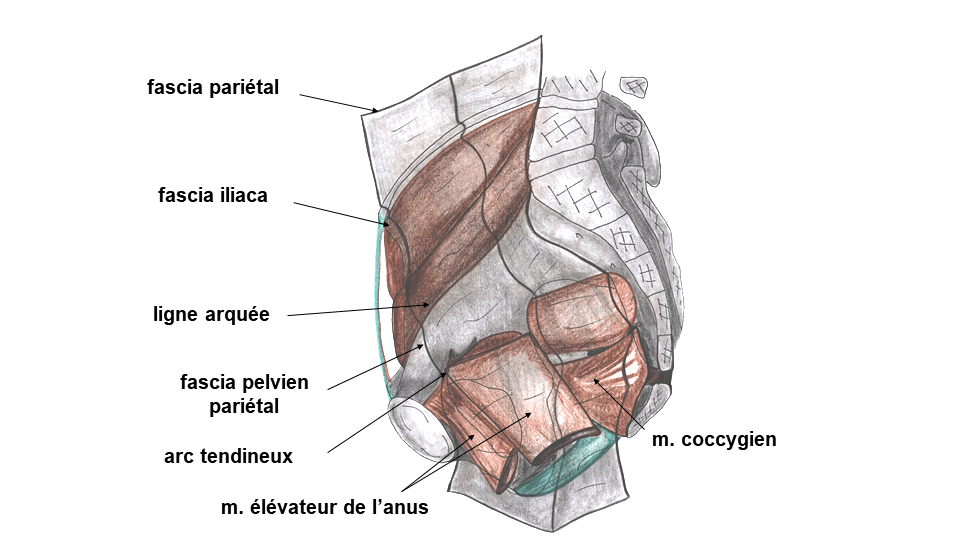 fascia pariétal
fascia iliaca
ligne arquée
fascia pelvien
pariétal
arc tendineux
m. coccygien
m. élévateur de l’anus